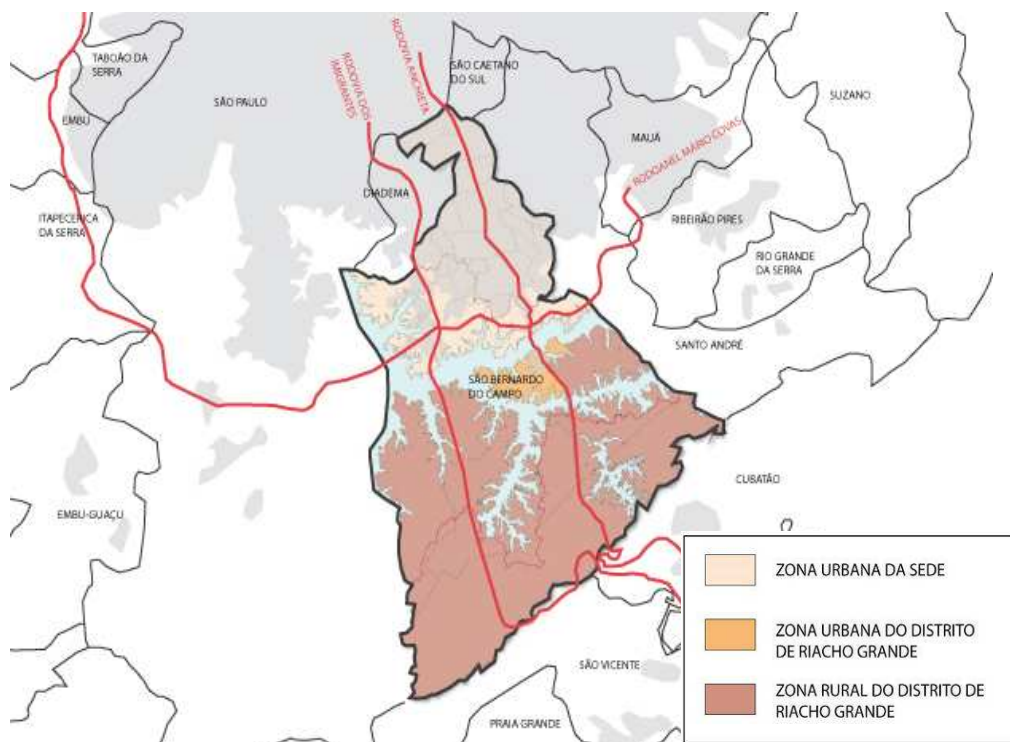 TABOÃO DA
SERRA
SÃO PAULO
EMBU
RODOVIA DOS
IMIGRANTES
RODOVIA ANCHIETA
SÃO CAETANO
DO SUL
SUZANO
MAUÁ
RODOANEL MÁRIO COVAS
DIADEMA
ITAPECERICA
DA SERRA
RIBEIRÃO PIRES
RIO GRANDE
DA SERRA
SANTO ANDRÉ
SÃO BERNARDO
DO CAMPO
CUBATÃO
EMBU-GUAÇU
SÃO VICENTE
PRAIA GRANDE
ZONA URBANA DA SEDE
ZONA URBANA DO DISTRITO
DE RIACHO GRANDE
ZONA RURAL DO DISTRITO DE
RIACHO GRANDE